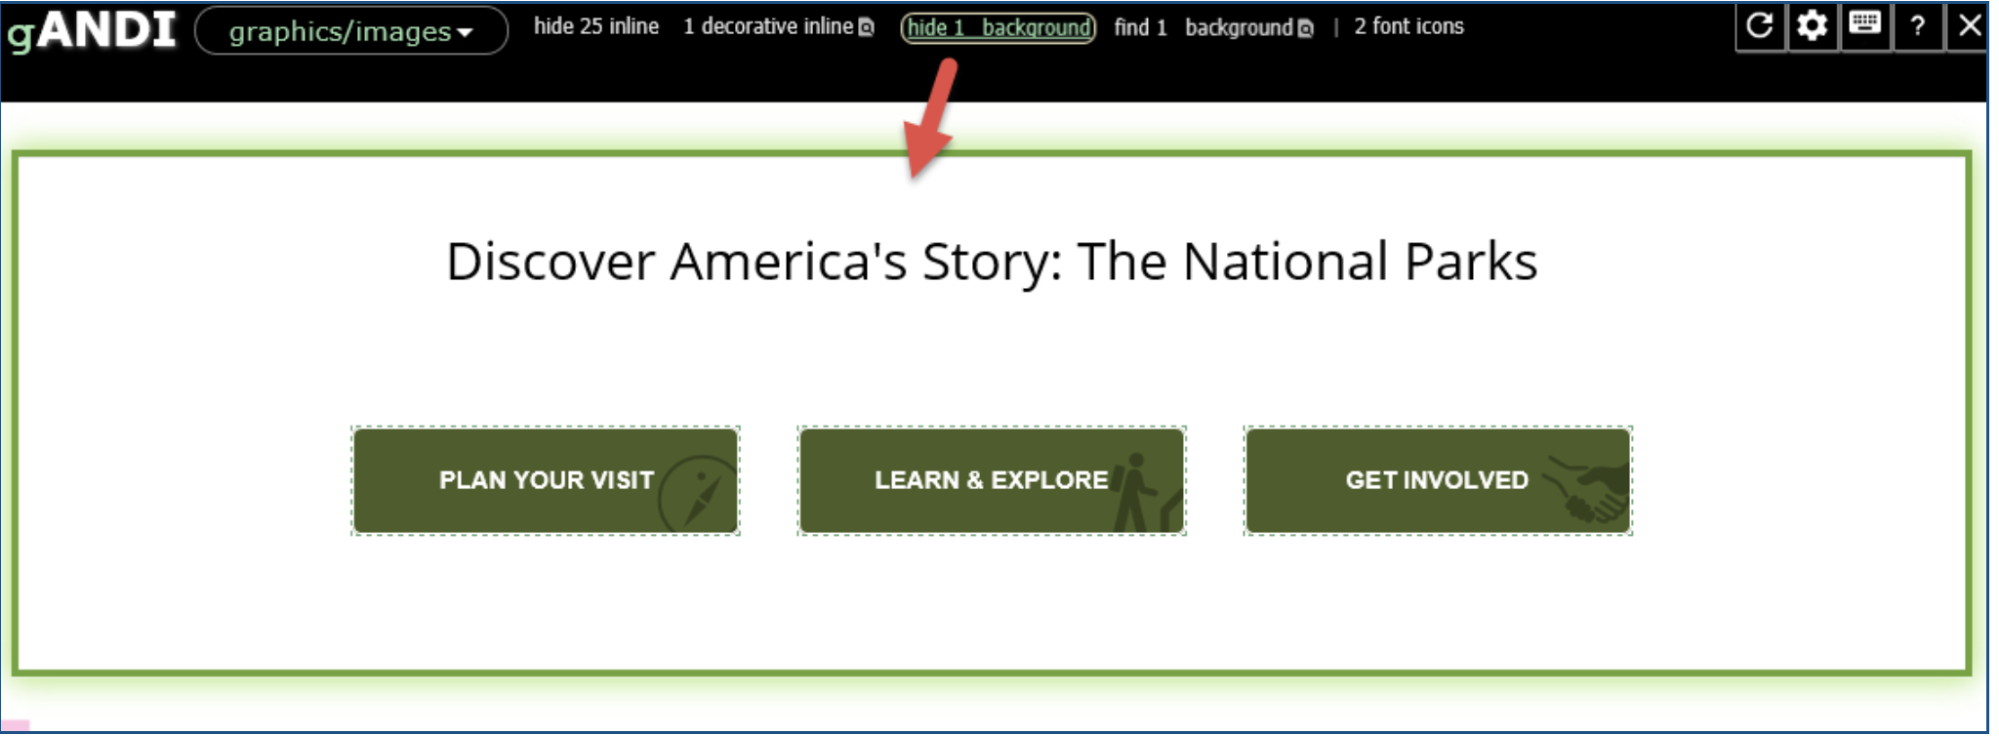 gANDI graphics/images hide 25 inline 1 decorative inline hide 1 background find 1 background | 2 font icons ?
Discover America's Story: The National Parks
PLAN YOUR VISIT LEARN & EXPLORE GET INVOLVED